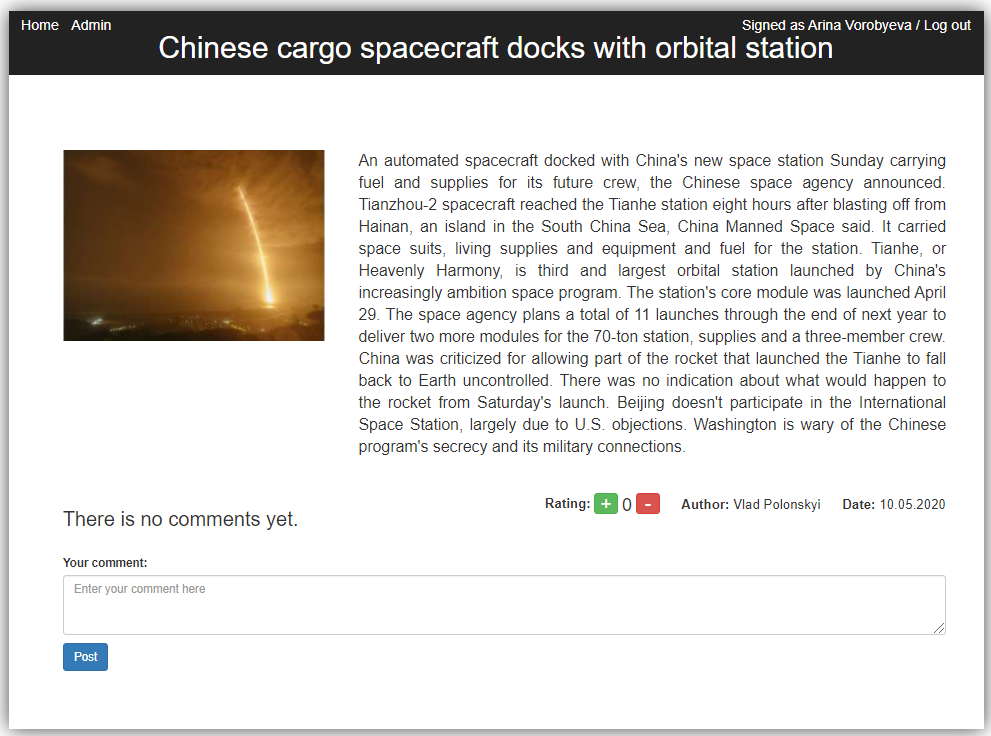 Home Admin Signed as Arina Vorobyeva / Log out
Chinese cargo spacecraft docks with orbital station
An automated spacecraft docked with China's new space station Sunday carrying
fuel and supplies for its future crew, the Chinese space agency announced.
Tianzhou-2 spacecraft reached the Tianhe station eight hours after blasting off from
Hainan, an island in the South China Sea, China Manned Space said. It carried
space suits, living supplies and equipment and fuel for the station. Tianhe, or
Heavenly Harmony, is third and largest orbital station launched by China's
increasingly ambition space program. The station's core module was launched April
29. The space agency plans a total of 11 launches through the end of next year to
deliver two more modules for the 70-ton station, supplies and a three-member crew.
China was criticized for allowing part of the rocket that launched the Tianhe to fall
back to Earth uncontrolled. There was no indication about what would happen to
the rocket from Saturday's launch. Beijing doesn't participate in the International
Space Station, largely due to U.S. objections. Washington is wary of the Chinese
program's secrecy and its military connections.
Rating: + 0 - Author: Vlad Polonskyi Date: 10.05.2020
There is no comments yet.
Your comment:
Enter your comment here
Post